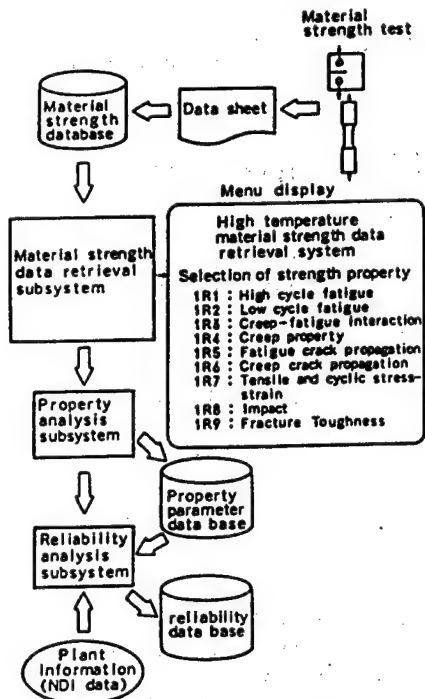 Material
strength test
Material
strength
database
Data sheet
Menu display
High temperature
material strength data
retrieval system
Selection of strength property
1R1 : High cycle fatigue
1R2 : Low cycle fatigue
1R3 : Creep-fatigue interaction
1R4 : Creep property
1R5 : Fatigue crack propagation
1R6 : Creep crack propagation
1R7 : Tensile and cyclic stress-
strain
1R8 : Impact
1R9 : Fracture Toughness
Material strength
data retrieval
subsystem
Property
analysis
subsystem
Property
parameter
data base
Reliability
analysis
subsystem
reliability
data base
Plant
Information
(NDI data)